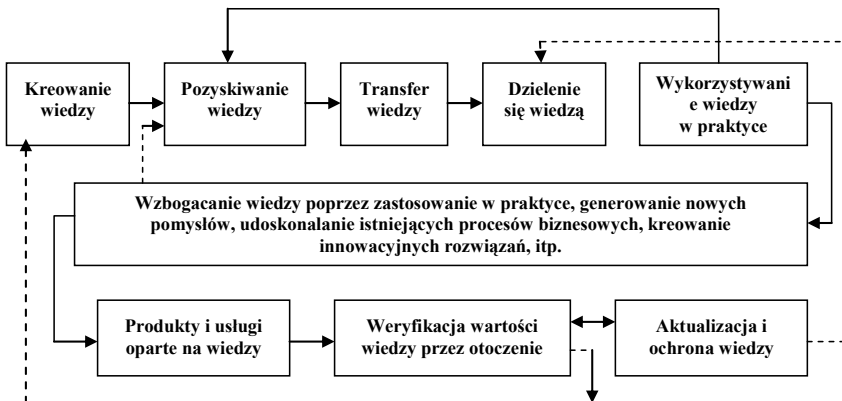 Kreowanie
wiedzy
Pozyskiwanie
wiedzy
Transfer
wiedzy
Dzielenie
się wiedzą
Wykorzystywani
e wiedzy
w praktyce
Wzbogacanie wiedzy poprzez zastosowanie w praktyce, generowanie nowych
pomysłów, udoskonalanie istniejących procesów biznesowych, kreowanie
innowacyjnych rozwiązań, itp.
Produkty i usługi
oparte na wiedzy
Weryfikacja wartości
wiedzy przez otoczenie
Aktualizacja i
ochrona wiedzy